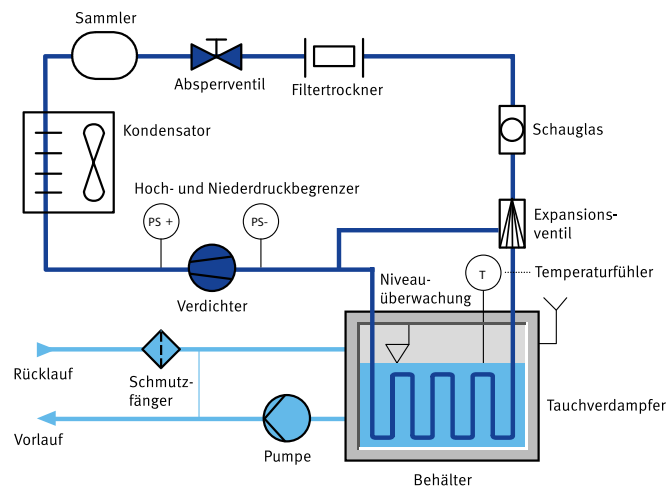 Sammler
Absperrventil
Filtertrockner
Kondensator
Schauglas
Hoch- und Niederdruckbegrenzer
PS +
PS-
Expansions-
ventil
Verdichter
Niveau-
überwachung
T
Temperaturfühler
Rücklauf
Schmutz-
fänger
Tauchverdampfer
Vorlauf
Pumpe
Behälter